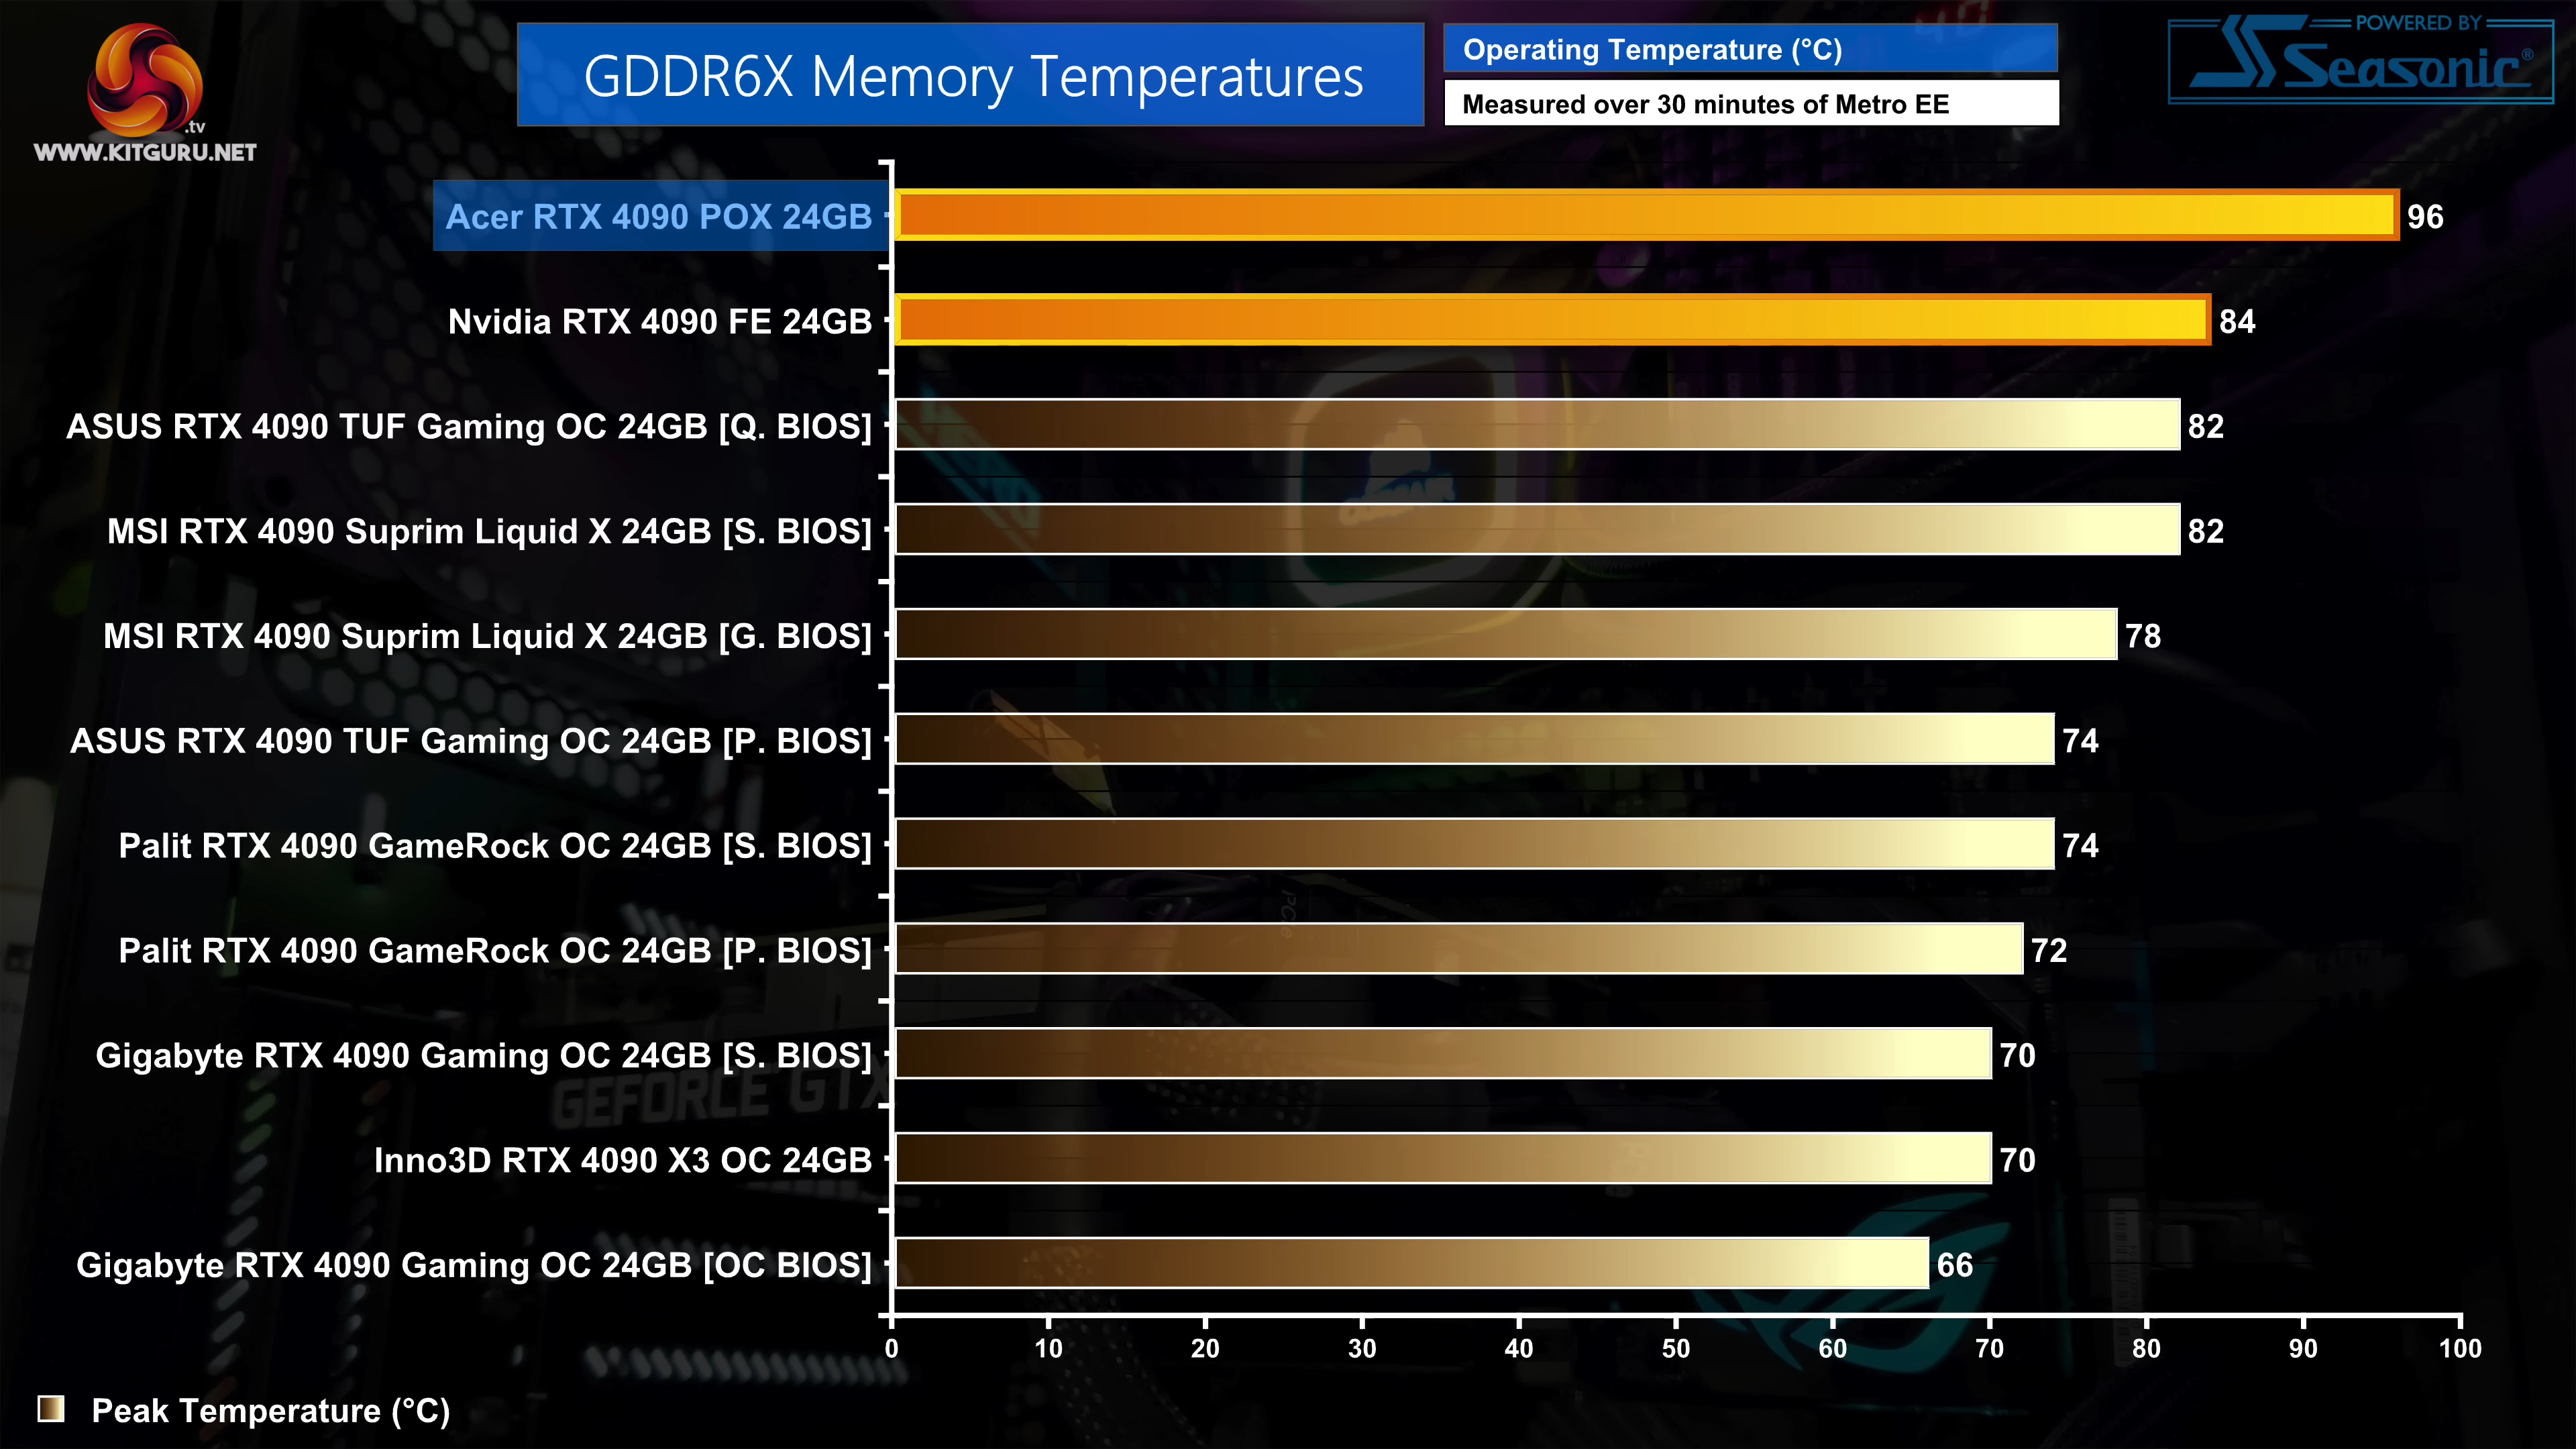 .tv
WWW.KITGURU.NET
GDDR6X Memory Temperatures
Operating Temperature (°C)
Measured over 30 minutes of Metro EE
POWERED BY
Seasonic®
Acer RTX 4090 POX 24GB 96
Nvidia RTX 4090 FE 24GB 84
ASUS RTX 4090 TUF Gaming OC 24GB [Q. BIOS] 82
MSI RTX 4090 Suprim Liquid X 24GB [S. BIOS] 82
MSI RTX 4090 Suprim Liquid X 24GB [G. BIOS] 78
ASUS RTX 4090 TUF Gaming OC 24GB [P. BIOS] 74
Palit RTX 4090 GameRock OC 24GB [S. BIOS] 74
Palit RTX 4090 GameRock OC 24GB [P. BIOS] 72
Gigabyte RTX 4090 Gaming OC 24GB [S. BIOS] 70
GEFORCE GTX
Inno3D RTX 4090 X3 OC 24GB 70
Gigabyte RTX 4090 Gaming OC 24GB [OC BIOS] 66
0 10 20 30 40 50 60 70 80 90 100
Peak Temperature (°C)